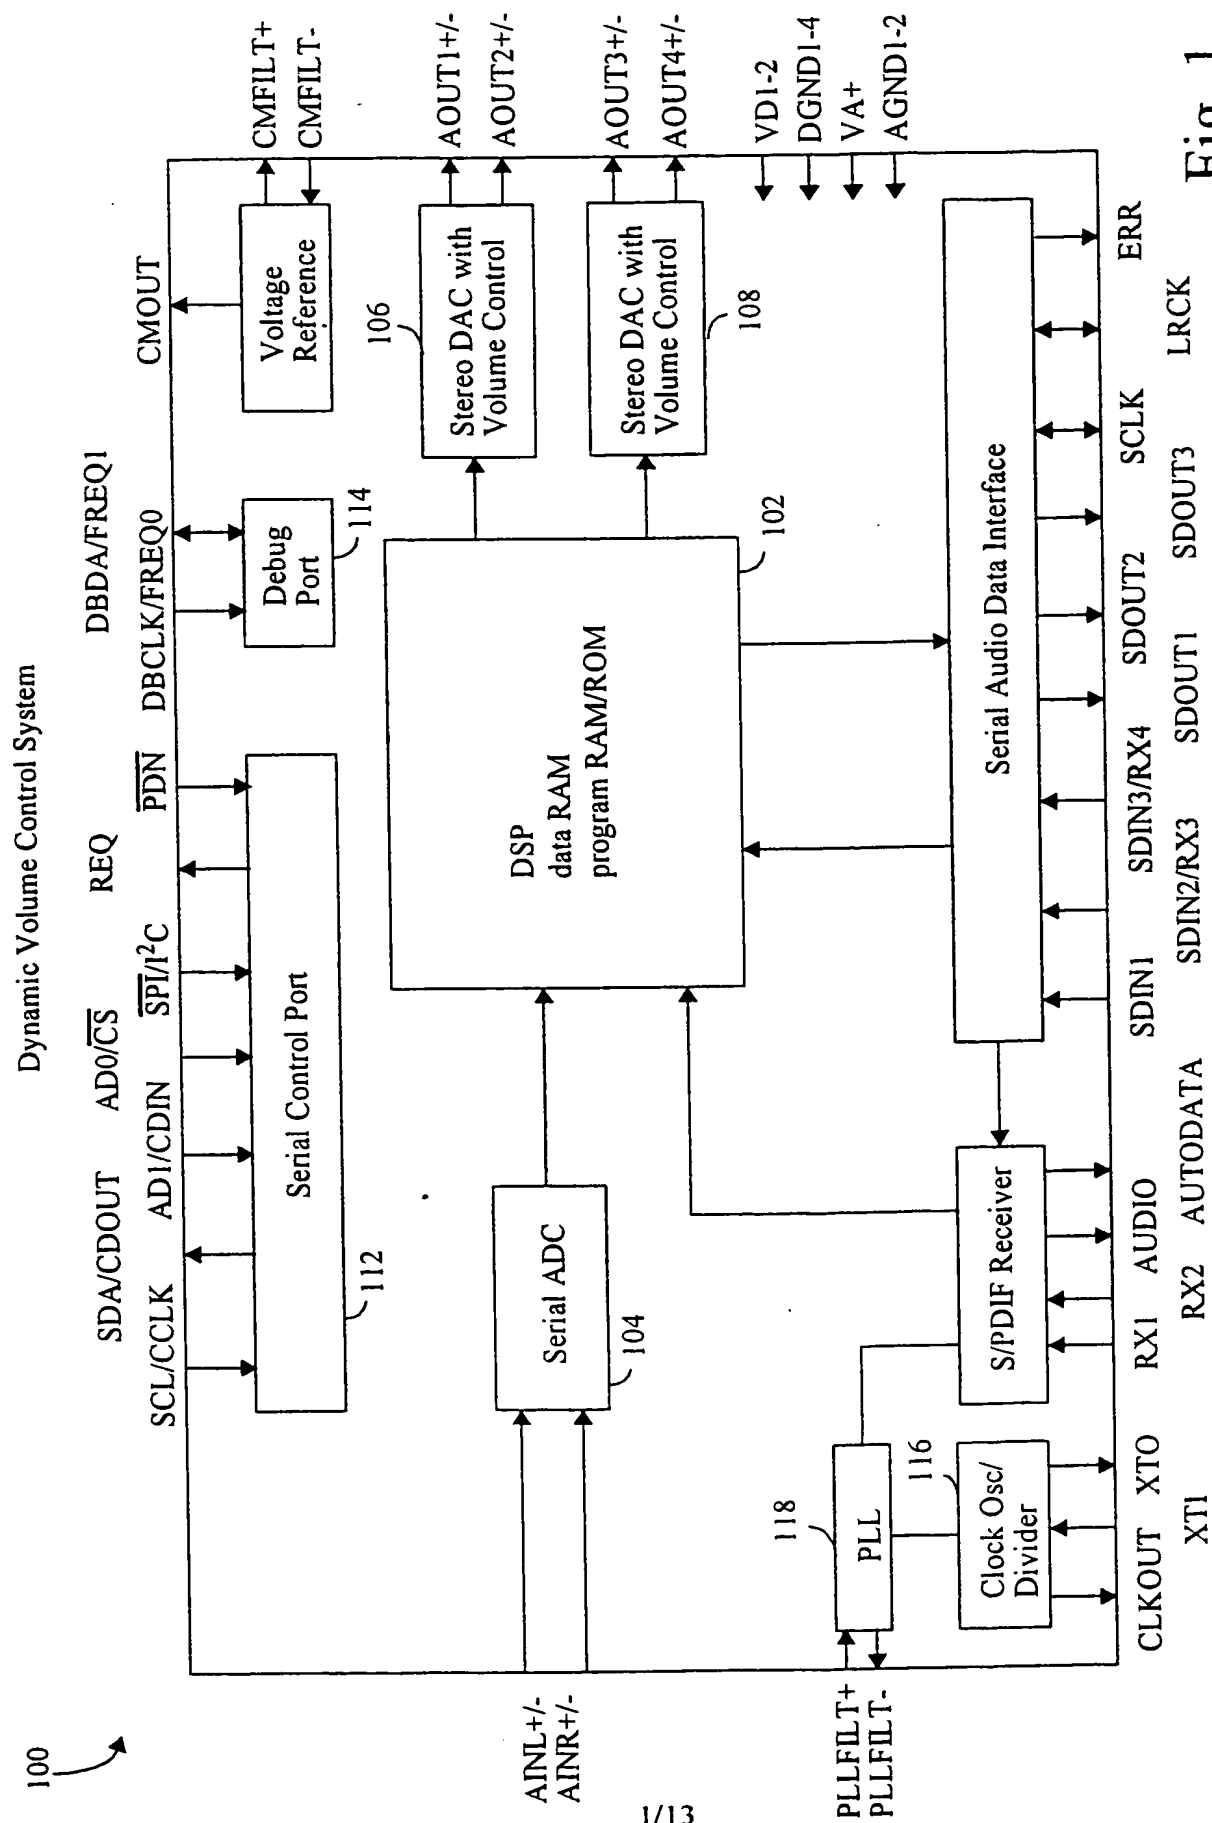 Dynamic Volume Control System
100
SCL/CCLK
SDA/CDOUT
AD1/CDIN
AD0/CS
SPI/I²C
REQ
PDN
DBCLK/FREQ0
DBDA/FREQ1
CMOUT
Serial Control Port
112
Debug
Port
114
Voltage
Reference
CMFILT+
CMFILT-
AINL+/-
AINR+/-
Serial ADC
104
DSP
data RAM
program RAM/ROM
102
106
Stereo DAC with
Volume Control
AOUT1+/-
AOUT2+/-
Stereo DAC with
Volume Control
108
AOUT3+/-
AOUT4+/-
VD1-2
DGND1-4
VA+
AGND1-2
PLLFILT+
PLLFILT-
118
PLL
116
Clock Osc/
Divider
S/PDIF Receiver
Serial Audio Data Interface
CLKOUT
XT1
XTO
RX1
RX2
AUDIO
AUTODATA
SDIN1
SDIN2/RX3
SDIN3/RX4
SDOUT1
SDOUT2
SDOUT3
SCLK
LRCK
ERR
1/13
Fig. 1